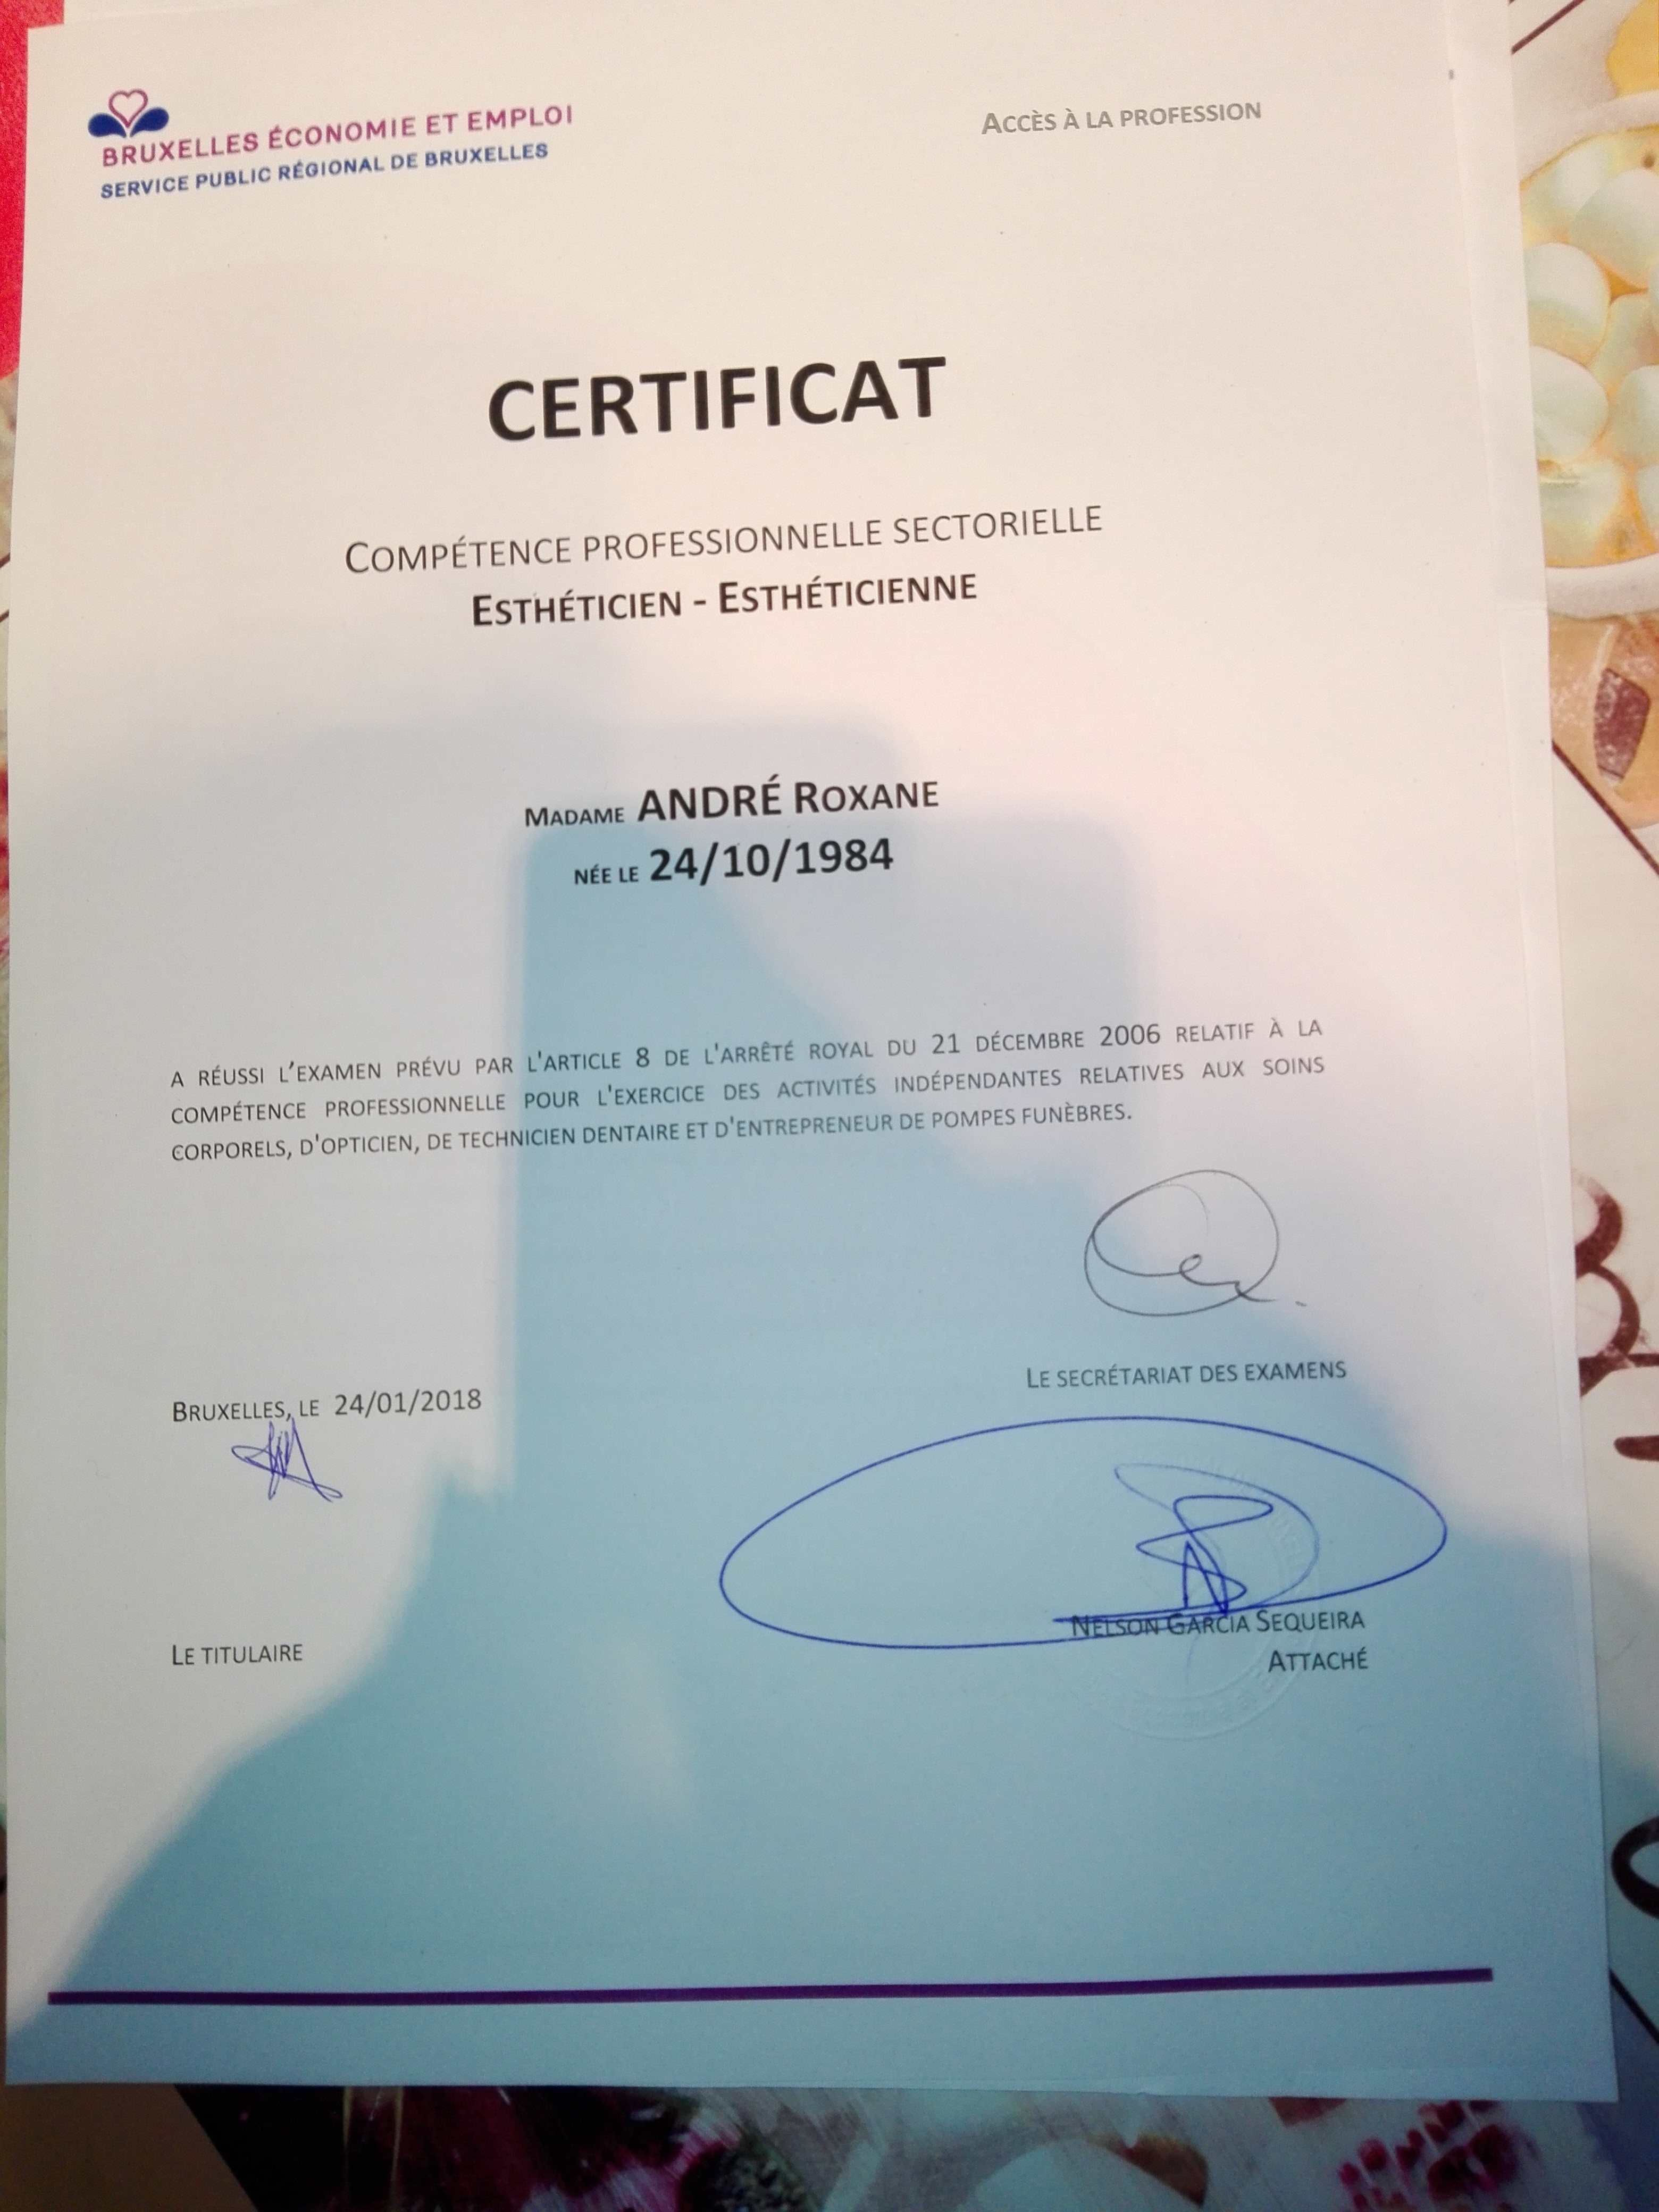 BRUXELLES ÉCONOMIE ET EMPLOI
SERVICE PUBLIC RÉGIONAL DE BRUXELLES
ACCÈS À LA PROFESSION
CERTIFICAT
COMPÉTENCE PROFESSIONNELLE SECTORIELLE
ESTHÉTICIEN - ESTHÉTICIENNE
MADAME ANDRÉ ROXANE
NÉE LE 24/10/1984
A RÉUSSI L'EXAMEN PRÉVU PAR L'ARTICLE 8 DE L'ARRÊTÉ ROYAL DU 21 DÉCEMBRE 2006 RELATIF À LA
COMPÉTENCE PROFESSIONNELLE POUR L'EXERCICE DES ACTIVITÉS INDÉPENDANTES RELATIVES AUX SOINS
CORPORELS, D'OPTICIEN, DE TECHNICIEN DENTAIRE ET D'ENTREPRENEUR DE POMPES FUNÈBRES.
LE SECRÉTARIAT DES EXAMENS
BRUXELLES, LE 24/01/2018
NELSON GARCIA SEQUEIRA
ATTACHÉ
LE TITULAIRE